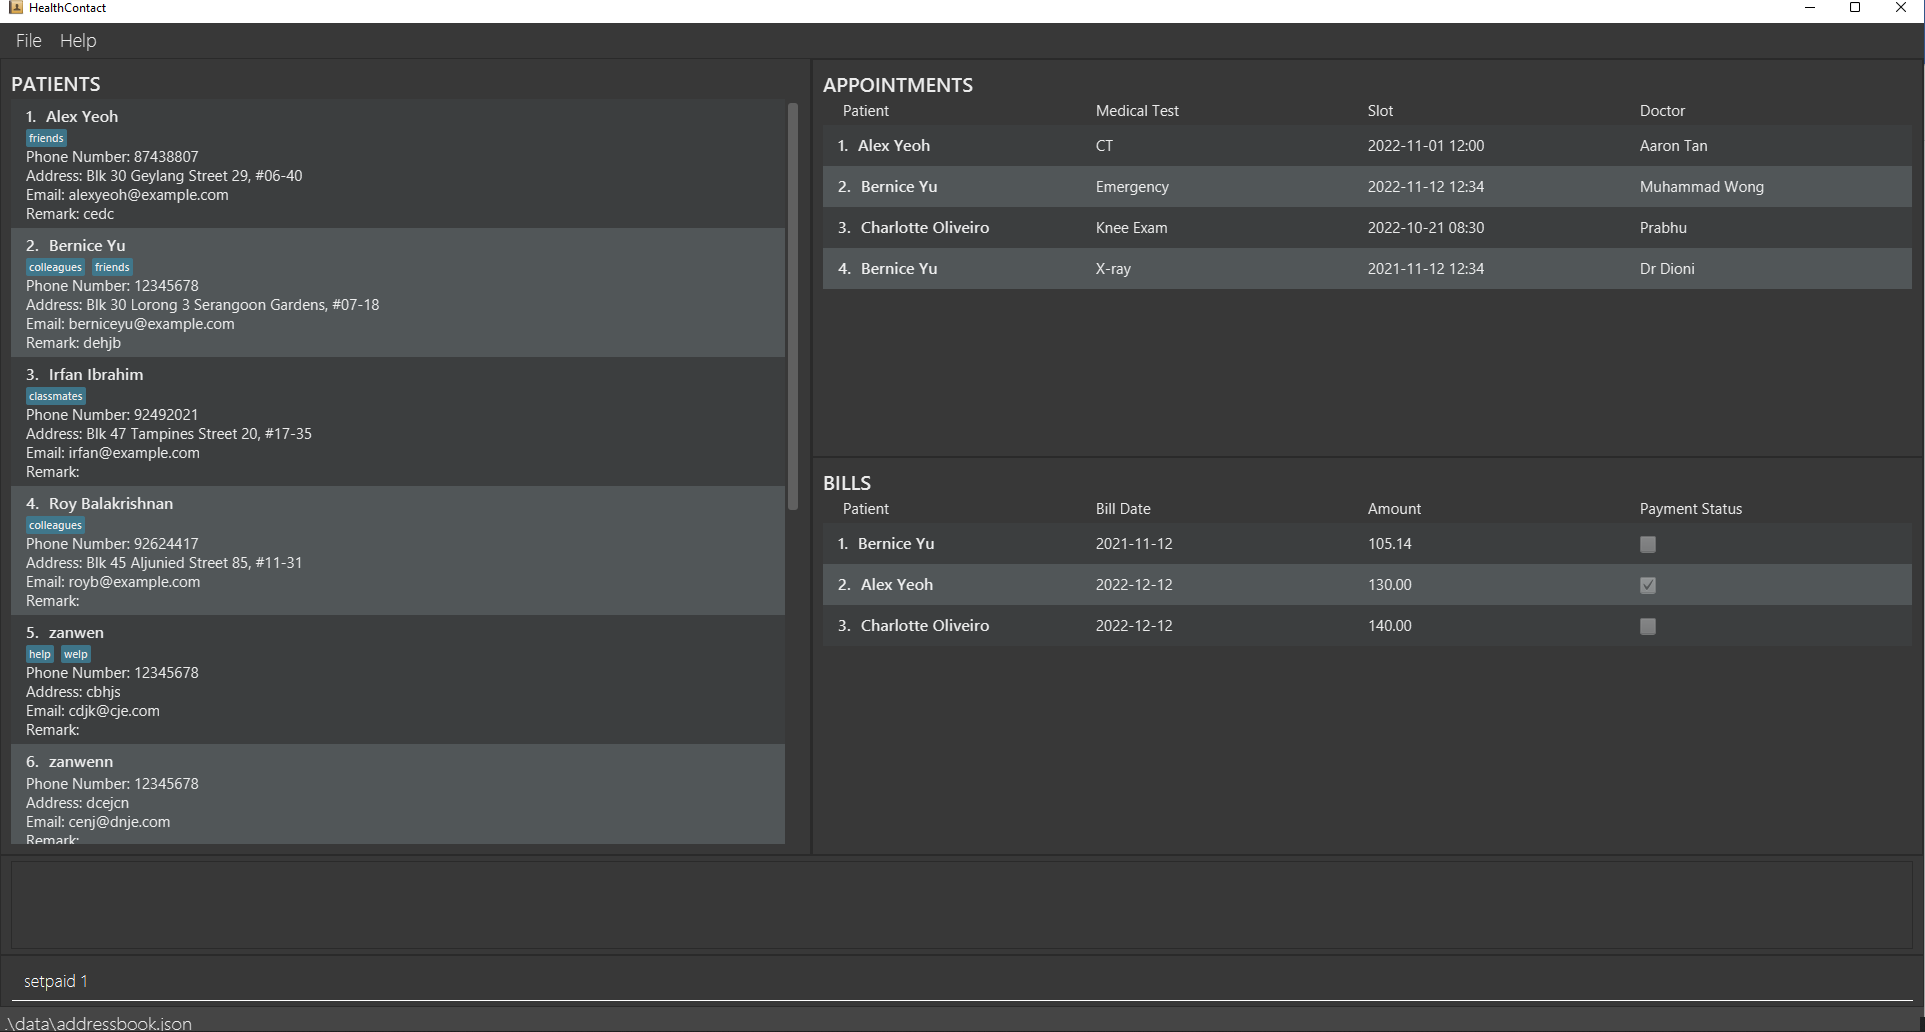 HealthContact
File Help
PATIENTS
1. Alex Yeoh
friends
Phone Number: 87438807
Address: Blk 30 Geylang Street 29, #06-40
Email: alexyeoh@example.com
Remark: cedc
2. Bernice Yu
colleagues friends
Phone Number: 12345678
Address: Blk 30 Lorong 3 Serangoon Gardens, #07-18
Email: berniceyu@example.com
Remark: dehjb
3. Irfan Ibrahim
classmates
Phone Number: 92492021
Address: Blk 47 Tampines Street 20, #17-35
Email: irfan@example.com
Remark:
4. Roy Balakrishnan
colleagues
Phone Number: 92624417
Address: Blk 45 Aljunied Street 85, #11-31
Email: royb@example.com
Remark:
5. zanwen
help welp
Phone Number: 12345678
Address: cbhjs
Email: cdjk@cje.com
Remark:
6. zanwenn
Phone Number: 12345678
Address: dcejcn
Email: cenj@dnje.com
Remark:
APPOINTMENTS
Patient Medical Test Slot Doctor
1. Alex Yeoh CT 2022-11-01 12:00 Aaron Tan
2. Bernice Yu Emergency 2022-11-12 12:34 Muhammad Wong
3. Charlotte Oliveiro Knee Exam 2022-10-21 08:30 Prabhu
4. Bernice Yu X-ray 2021-11-12 12:34 Dr Dioni
BILLS
Patient Bill Date Amount Payment Status
1. Bernice Yu 2021-11-12 105.14
2. Alex Yeoh 2022-12-12 130.00
3. Charlotte Oliveiro 2022-12-12 140.00
setpaid 1
.\data\addressbook.json